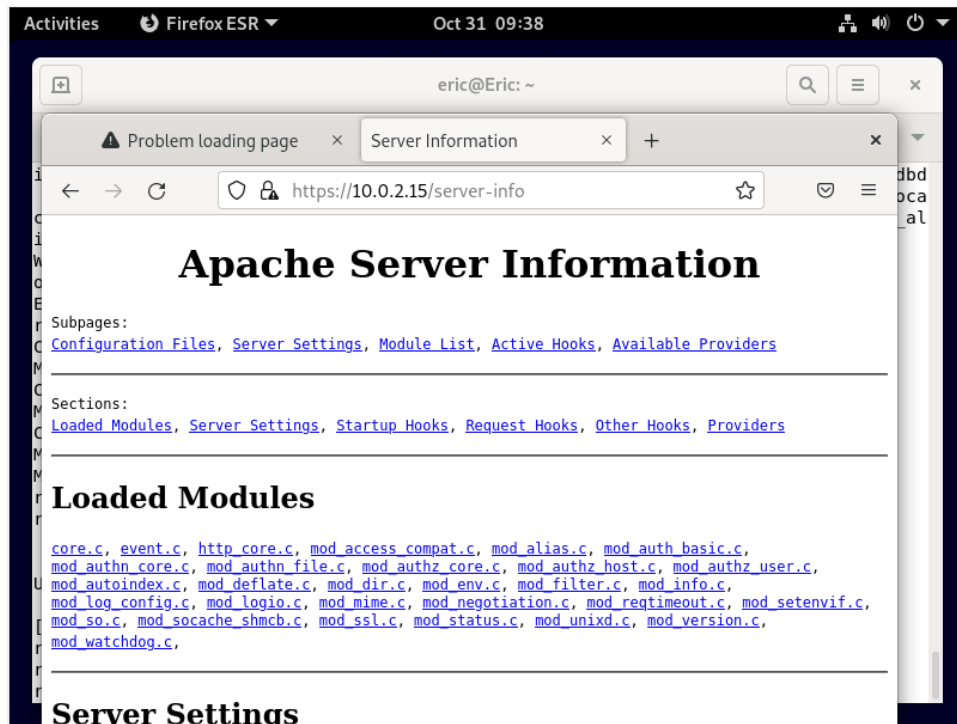 Activities Firefox ESR Oct 31 09:38
eric@Eric: ~
Problem loading page × Server Information × + ×
https://10.0.2.15/server-info
dbd
oca
_al
Apache Server Information
Subpages:
Configuration Files, Server Settings, Module List, Active Hooks, Available Providers
Sections:
Loaded Modules, Server Settings, Startup Hooks, Request Hooks, Other Hooks, Providers
Loaded Modules
core.c, event.c, http_core.c, mod_access_compat.c, mod_alias.c, mod_auth_basic.c,
mod_authn_core.c, mod_authn_file.c, mod_authz_core.c, mod_authz_host.c, mod_authz_user.c,
mod_autoindex.c, mod_deflate.c, mod_dir.c, mod_env.c, mod_filter.c, mod_info.c,
mod_log_config.c, mod_logio.c, mod_mime.c, mod_negotiation.c, mod_reqtimeout.c, mod_setenvif.c,
mod_so.c, mod_socache_shmcb.c, mod_ssl.c, mod_status.c, mod_unixd.c, mod_version.c,
mod_watchdog.c,
Server Settings